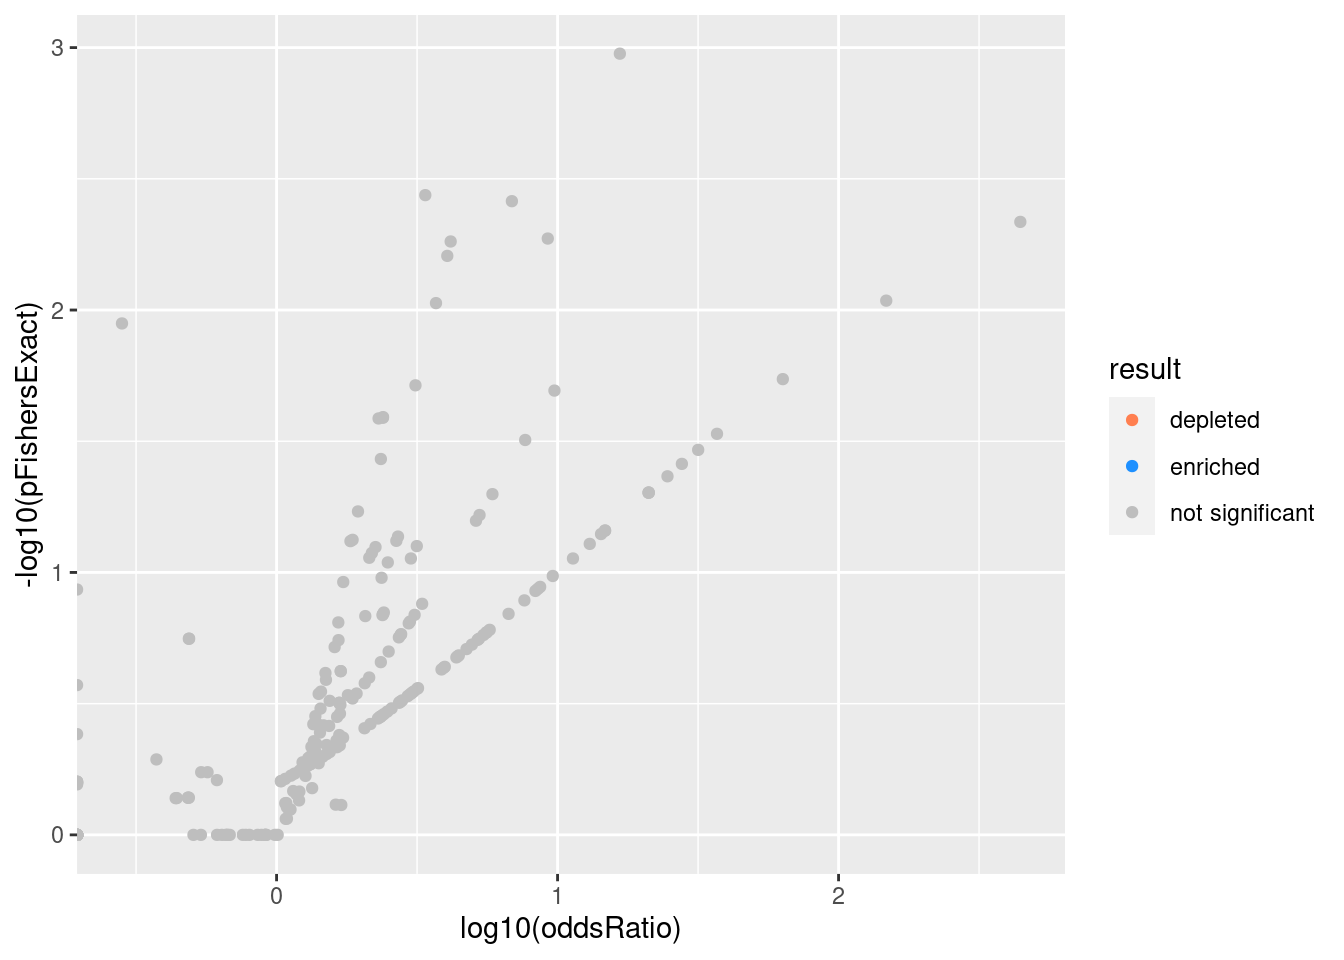 3
2
1
0
-log10(pFishersExact)
0 1 2
log10(oddsRatio)
result
depleted
enriched
not significant